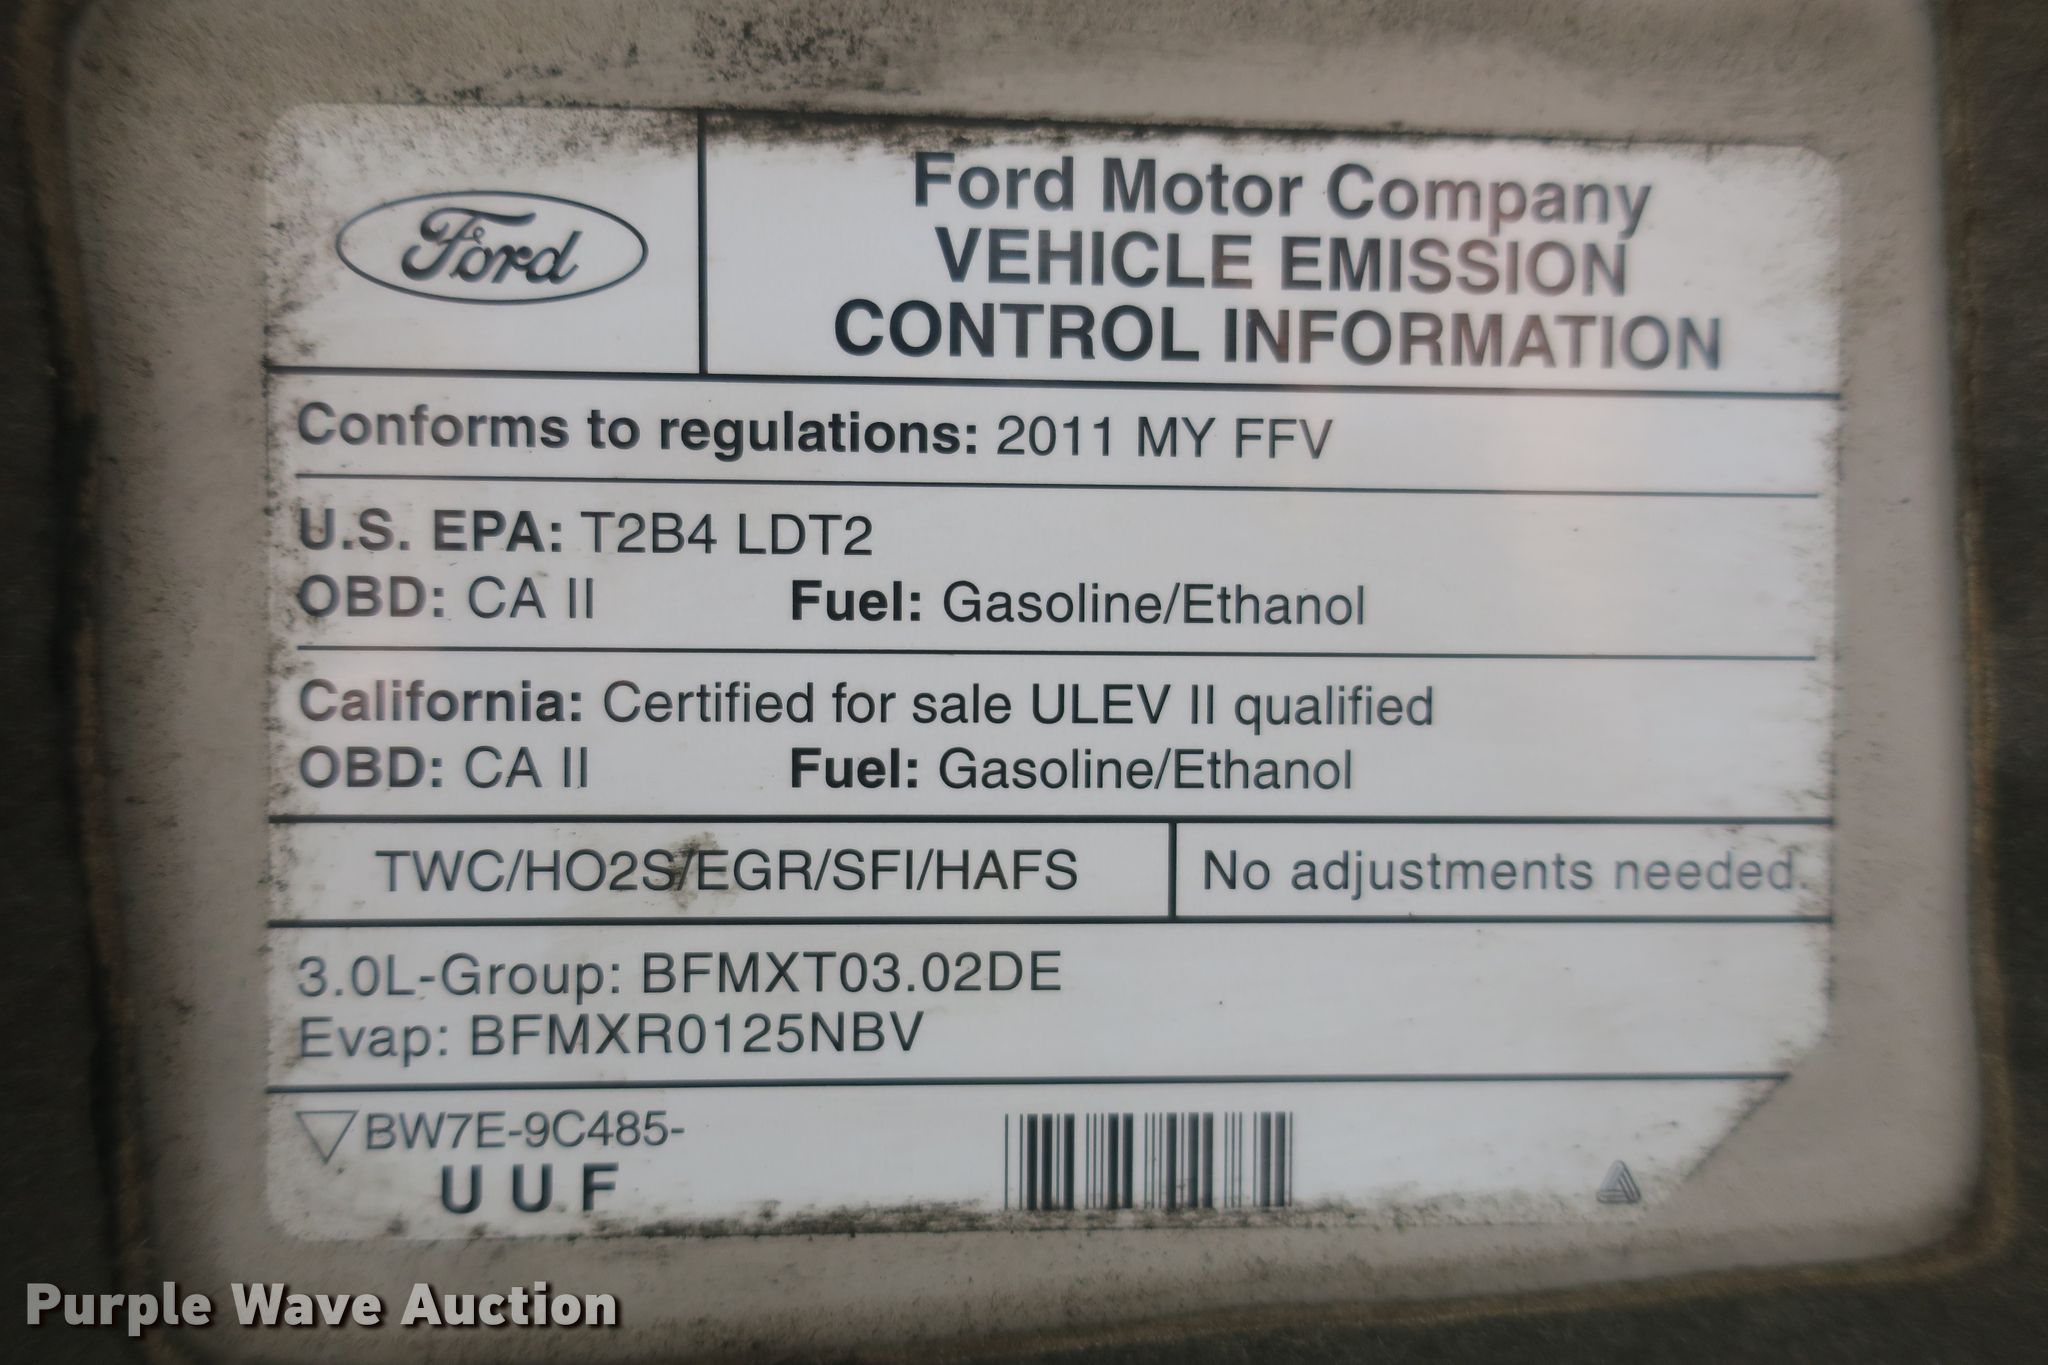 Ford
Ford Motor Company
VEHICLE EMISSION
CONTROL INFORMATION
Conforms to regulations: 2011 MY FFV
U.S. EPA: T2B4 LDT2
OBD: CA II Fuel: Gasoline/Ethanol
California: Certified for sale ULEV II qualified
OBD: CA II Fuel: Gasoline/Ethanol
TWC/HO2S/EGR/SFI/HAFS No adjustments needed.
3.0L-Group: BFMXT03.02DE
Evap: BFMXR0125NBV
BW7E-9C485-
UUF
Purple Wave Auction